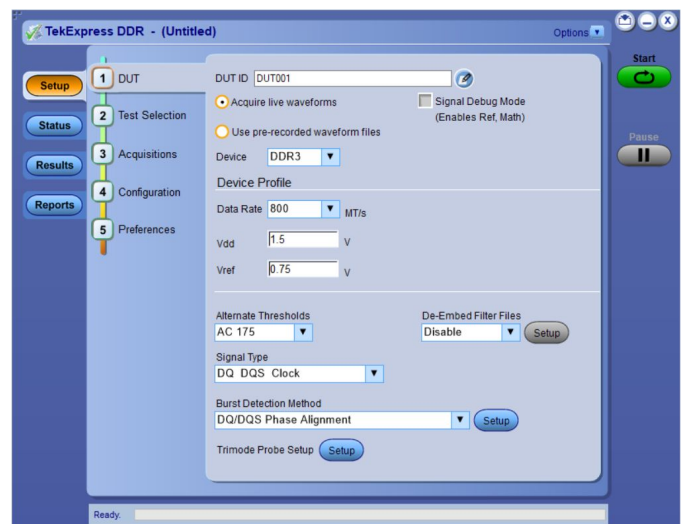 TekExpress DDR - (Untitled)
Options
Start
Setup
Status
Results
Reports
1 DUT
2 Test Selection
3 Acquisitions
4 Configuration
5 Preferences
DUT ID DUT001
Acquire live waveforms
Signal Debug Mode
(Enables Ref, Math)
Use pre-recorded waveform files
Pause
Device DDR3
Device Profile
Data Rate 800 MT/s
Vdd 1.5 V
Vref 0.75 V
Alternate Thresholds
De-Embed Filter Files
AC 175
Disable
Setup
Signal Type
DQ DQS Clock
Burst Detection Method
DQ/DQS Phase Alignment
Setup
Trimode Probe Setup
Setup
Ready.